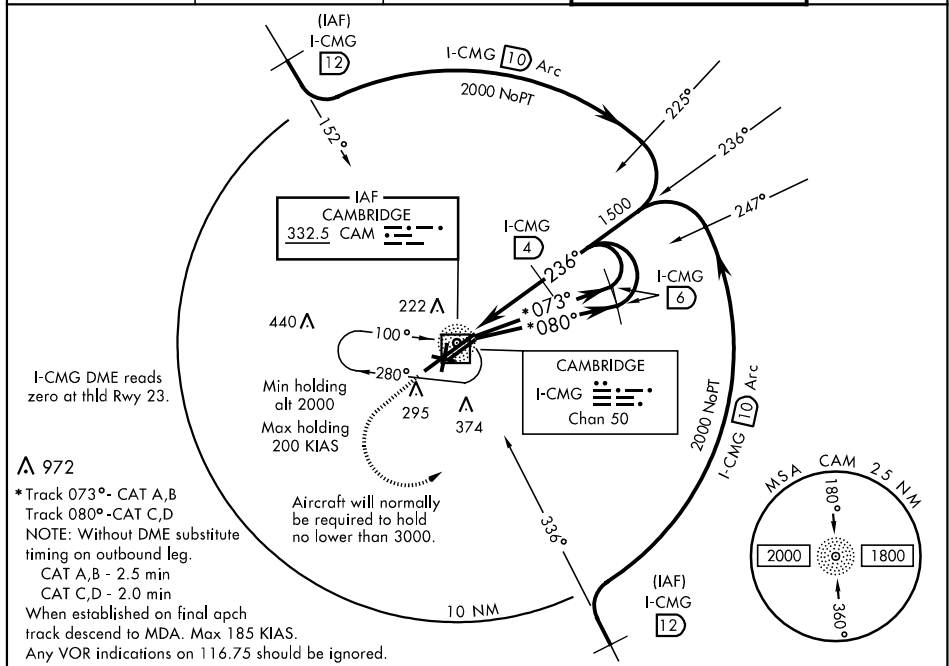 (IAF)
I-CMG
12
I-CMG 10 Arc
2000 NoPT
152°
225°
236°
247°
1500
IAF
CAMBRIDGE
332.5 CAM
I-CMG
4
236°
I-CMG
6
*073°
*080°
222
440
100°
280°
I-CMG DME reads
zero at thld Rwy 23.
Min holding
alt 2000
Max holding
200 KIAS
295
374
CAMBRIDGE
I-CMG
Chan 50
2000 NoPT
I-CMG 10 Arc
972
*Track 073°- CAT A,B
Track 080°-CAT C,D
NOTE: Without DME substitute
timing on outbound leg.
CAT A,B - 2.5 min
CAT C,D - 2.0 min
When established on final apch
track descend to MDA. Max 185 KIAS.
Any VOR indications on 116.75 should be ignored.
Aircraft will normally
be required to hold
no lower than 3000.
336°
10 NM
(IAF)
I-CMG
12
MSA CAM 25 NM
180°
2000
1800
360°